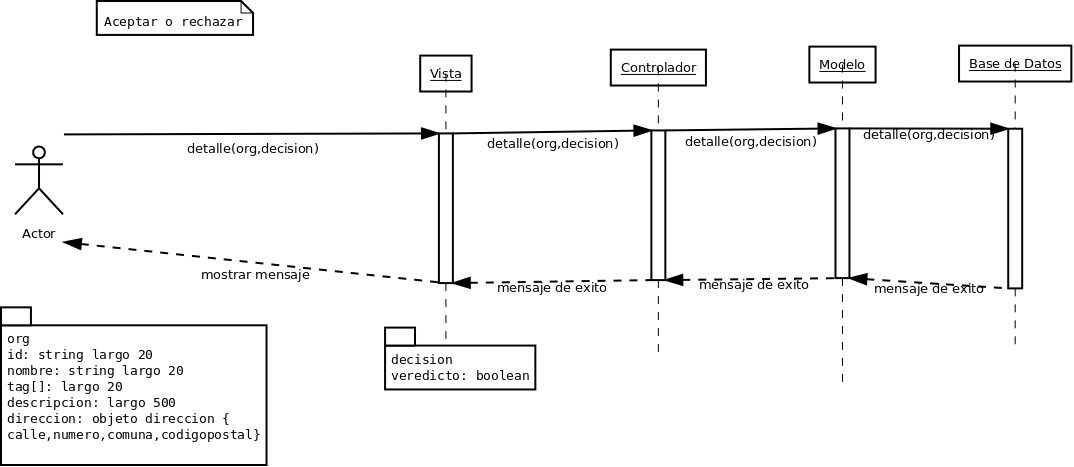 Aceptar o rechazar
Vista
Controlador
Modelo
Base de Datos
detalle(org,decision)
detalle(org,decision)
detalle(org,decision)
detalle(org,decision)
Actor
mostrar mensaje
mensaje de exito
mensaje de exito
mensaje de exito
org
id: string largo 20
nombre: string largo 20
tag[]: largo 20
descripcion: largo 500
direccion: objeto direccion {
calle,numero,comuna,codigopostal}
decision
veredicto: boolean